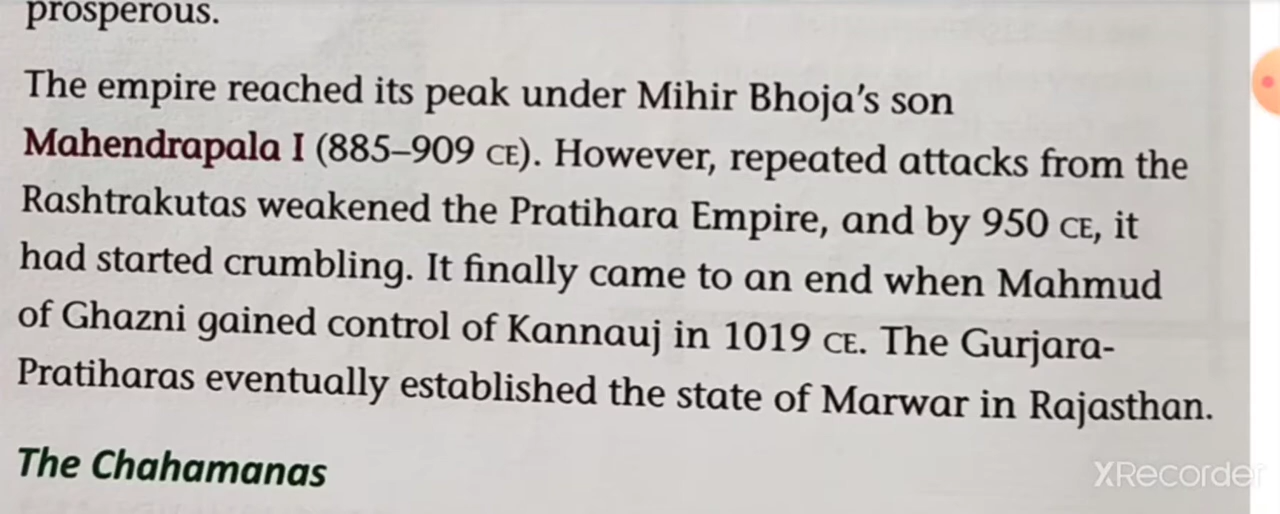 prosperous.
The empire reached its peak under Mihir Bhoja's son
Mahendrapala I (885–909 CE). However, repeated attacks from the
Rashtrakutas weakened the Pratihara Empire, and by 950 CE, it
had started crumbling. It finally came to an end when Mahmud
of Ghazni gained control of Kannauj in 1019 CE. The Gurjara-
Pratiharas eventually established the state of Marwar in Rajasthan.
The Chahamanas
XRecorder